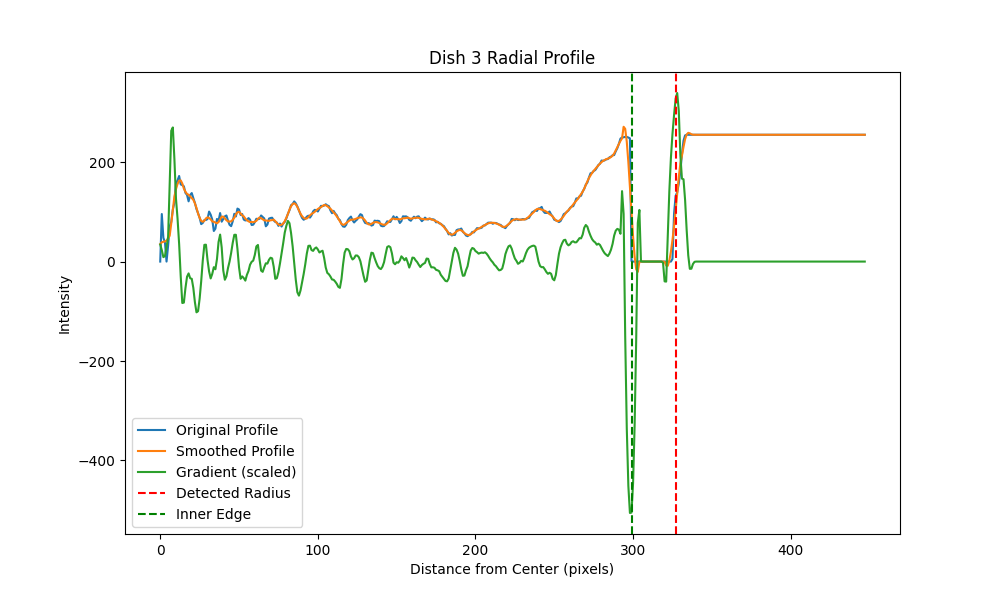 Dish 3 Radial Profile
Intensity
200
0
−200
−400
Original Profile
Smoothed Profile
Gradient (scaled)
Detected Radius
Inner Edge
0 100 200 300 400
Distance from Center (pixels)